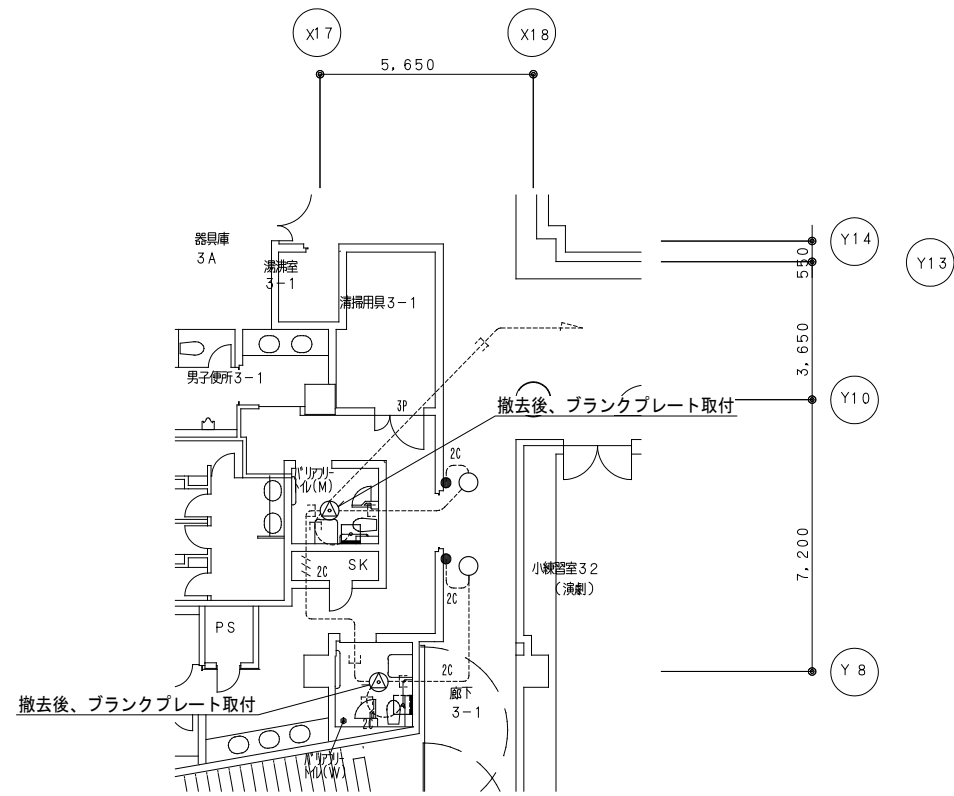 X17
X18
5,650
器具庫
3A
湯沸室
3-1
清掃用具3-1
Y14
550
Y13
3,650
男子便所3-1
3P
撤去後、ブランクプレート取付
Y10
2C
バリアフリー
トイレ(M)
SK
2C
7,200
小練習室32
(演劇)
2C
PS
2C
Y8
廊下
3-1
撤去後、ブランクプレート取付
2C
バリアフリー
トイレ(W)